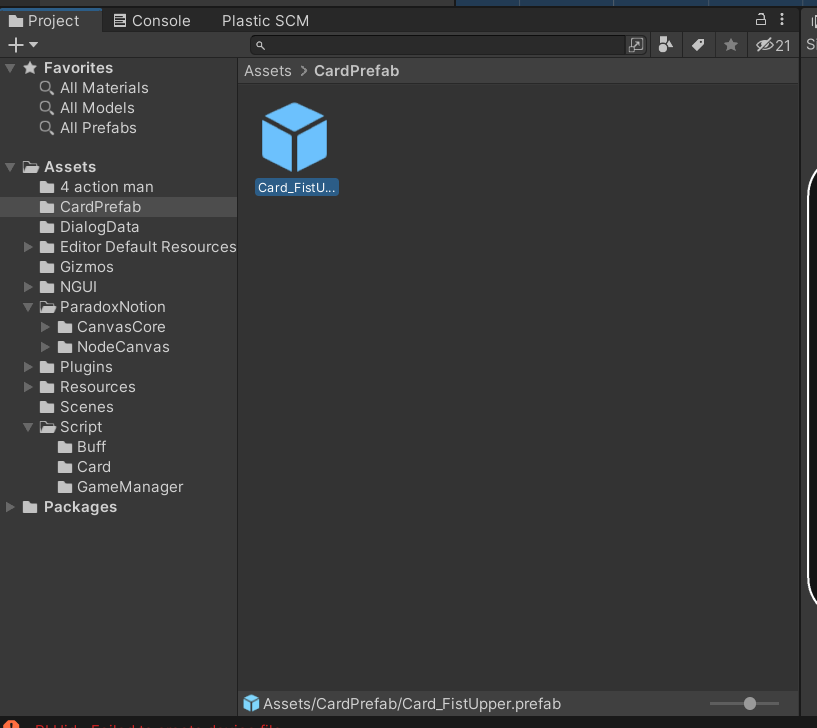 Project Console Plastic SCM
21
Favorites
All Materials
All Models
All Prefabs
Assets
4 action man
CardPrefab
DialogData
Editor Default Resources
Gizmos
NGUI
ParadoxNotion
CanvasCore
NodeCanvas
Plugins
Resources
Scenes
Script
Buff
Card
GameManager
Packages
Assets > CardPrefab
Card_FistU...
Assets/CardPrefab/Card_FistUpper.prefab